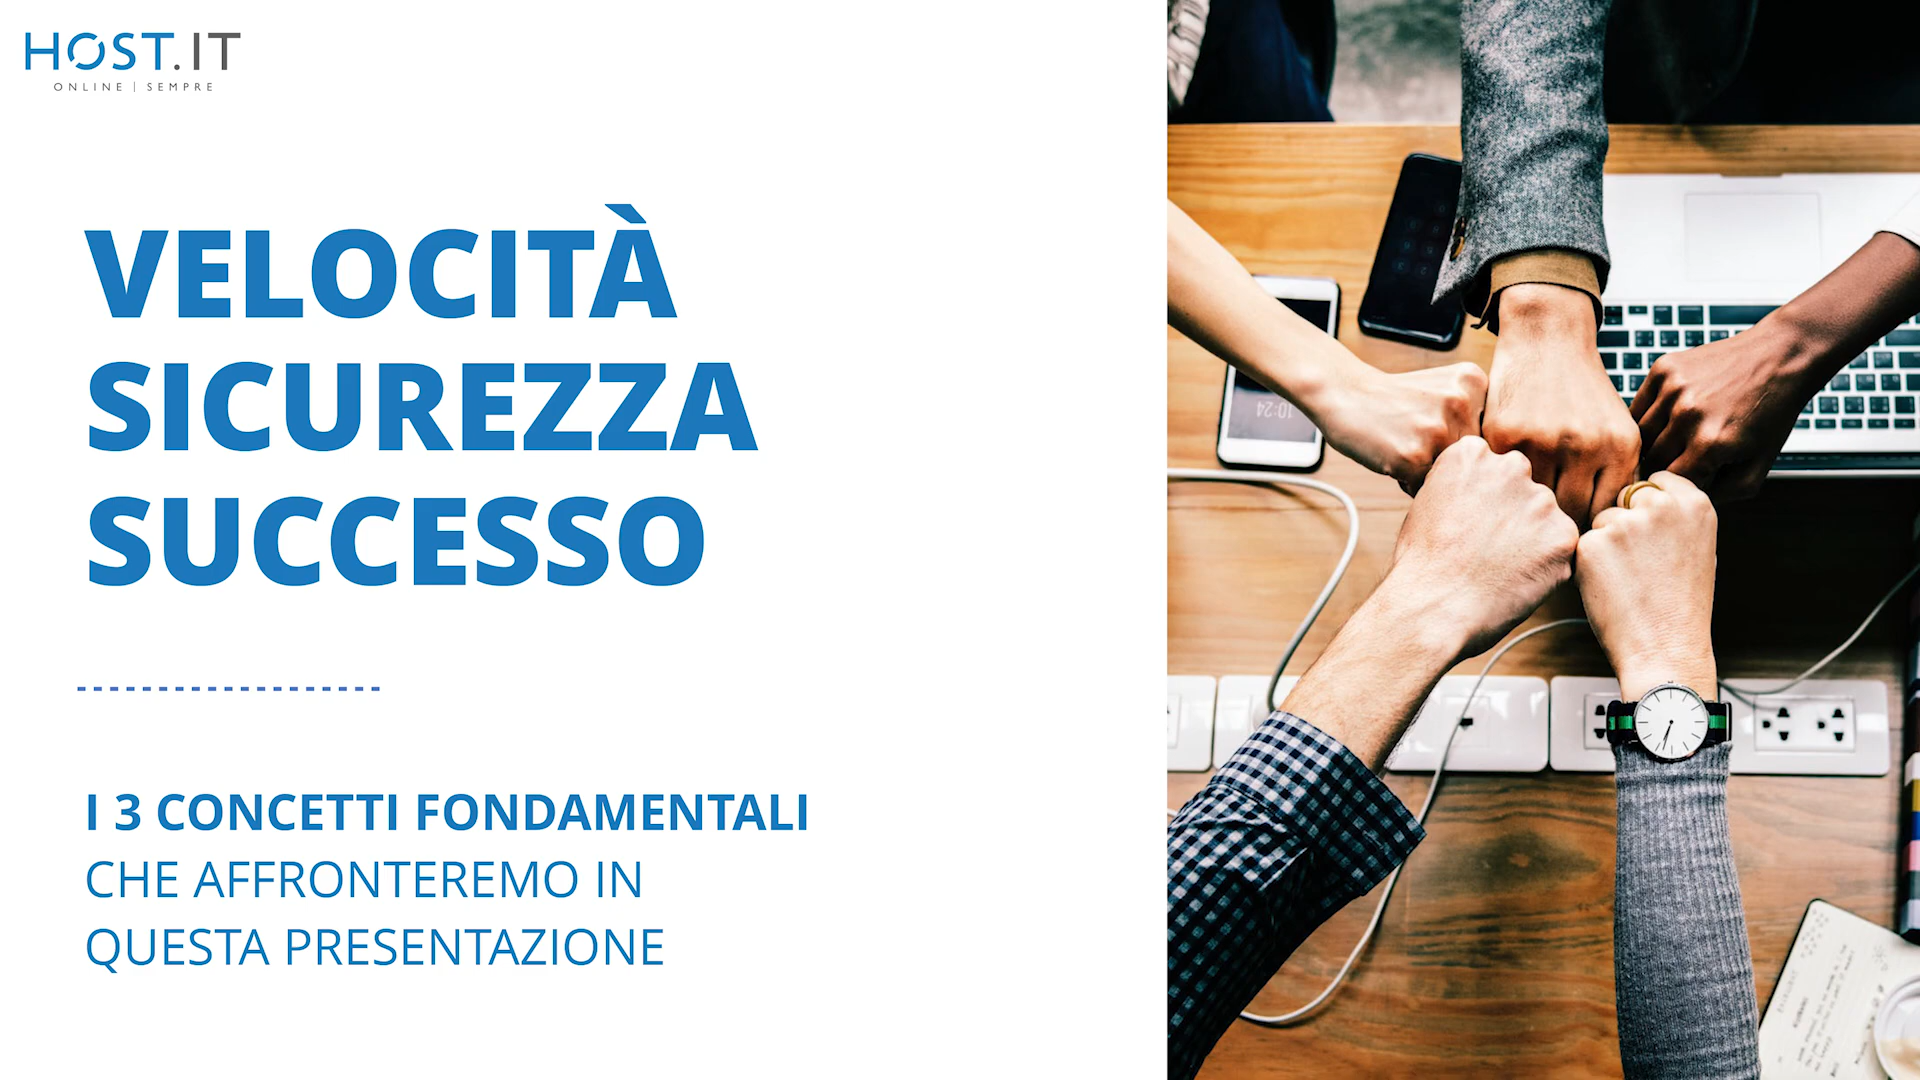 HOST.IT
ONLINE | SEMPRE
VELOCITÀ
SICUREZZA
SUCCESSO
I 3 CONCETTI FONDAMENTALI
CHE AFFRONTEREMO IN
QUESTA PRESENTAZIONE
10:24